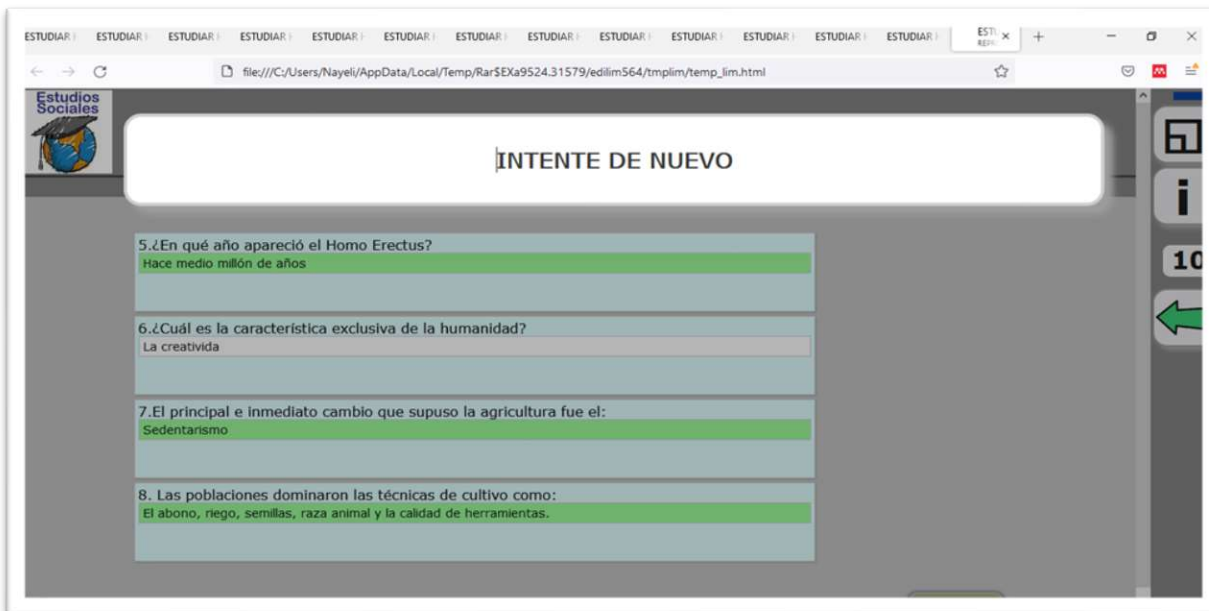 ESTUDIAR ESTUDIAR ESTUDIAR ESTUDIAR ESTUDIAR ESTUDIAR ESTUDIAR ESTUDIAR ESTUDIAR ESTUDIAR ESTUDIAR ESTUDIAR ESTUDIAR ESTU
file:///C:/Users/Nayeli/AppData/Local/Temp/Rar$EXa9524.31579/edilim564/tmplim/temp_lim.html
Estudios
Sociales
INTENTE DE NUEVO
5.¿En qué año apareció el Homo Erectus?
Hace medio millón de años
6.¿Cuál es la característica exclusiva de la humanidad?
La creativida
7.El principal e inmediato cambio que supuso la agricultura fue el:
Sedentarismo
8. Las poblaciones dominaron las técnicas de cultivo como:
El abono, riego, semillas, raza animal y la calidad de herramientas.
i
10